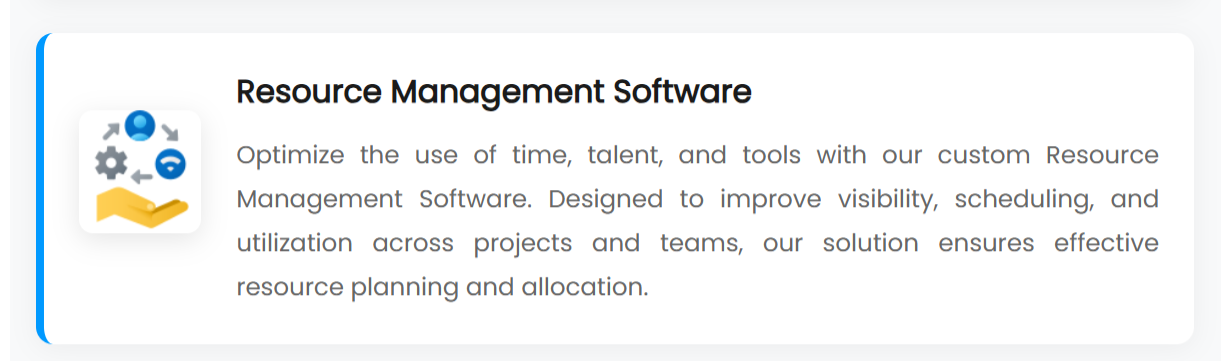 Resource Management Software
Optimize the use of time, talent, and tools with our custom Resource
Management Software. Designed to improve visibility, scheduling, and
utilization across projects and teams, our solution ensures effective
resource planning and allocation.